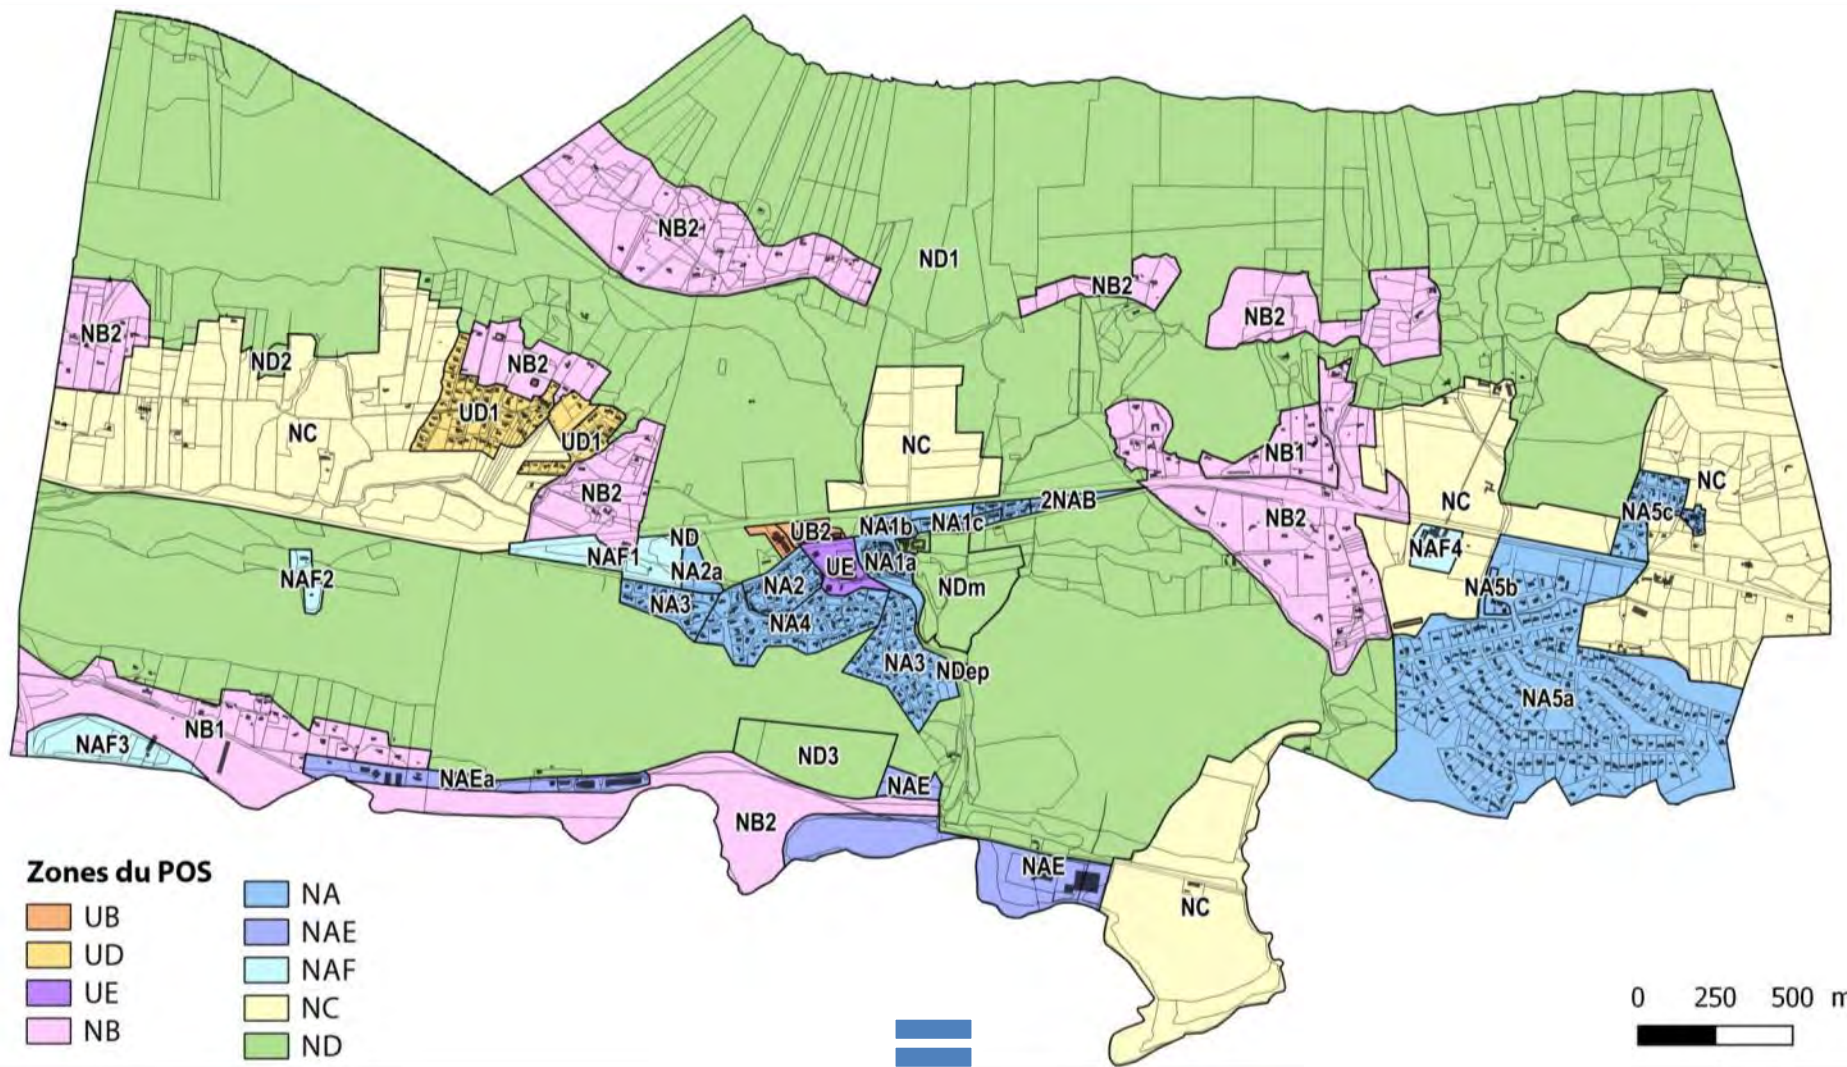 NB2
ND1
NB2
NB2
NB2
ND2
NB2
UD1
NC
UD1
NC
NB1
NB2
NC
NC
2NAB
NB2
NA5c
ND
UB2
NA1b
NA1c
NAF1
NA2a
UE
NA1a
NAF4
NAF2
NA2
NDm
NA5b
NA3
NA4
NA3
NDep
NA5a
NB1
NAF3
ND3
NAEa
NAE
NB2
NAE
NC
Zones du POS
UB
UD
UE
NB
NA
NAE
NAF
NC
ND
0 250 500 m